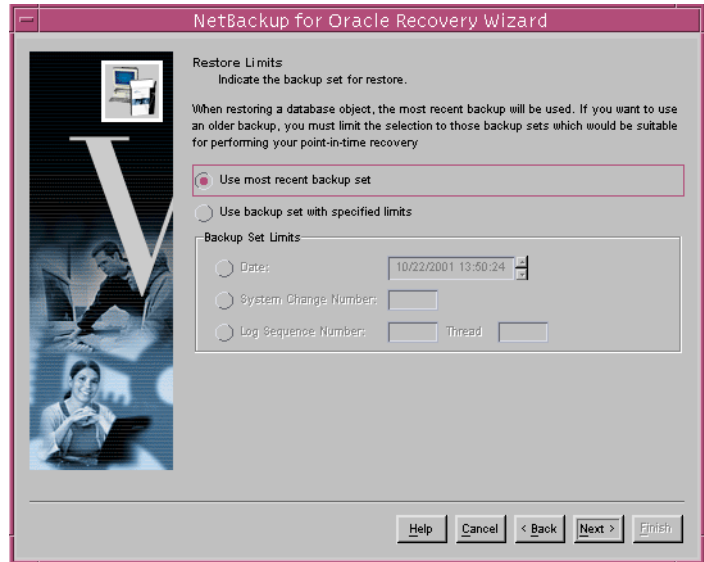 NetBackup for Oracle Recovery Wizard
Restore Limits
Indicate the backup set for restore.
When restoring a database object, the most recent backup will be used. If you want to use
an older backup, you must limit the selection to those backup sets which would be suitable
for performing your point-in-time recovery
Use most recent backup set
Use backup set with specified limits
Backup Set Limits
Date: 10/22/2001 13:50:24
System Change Number:
Log Sequence Number: Thread
Help Cancel < Back Next > Finish
V